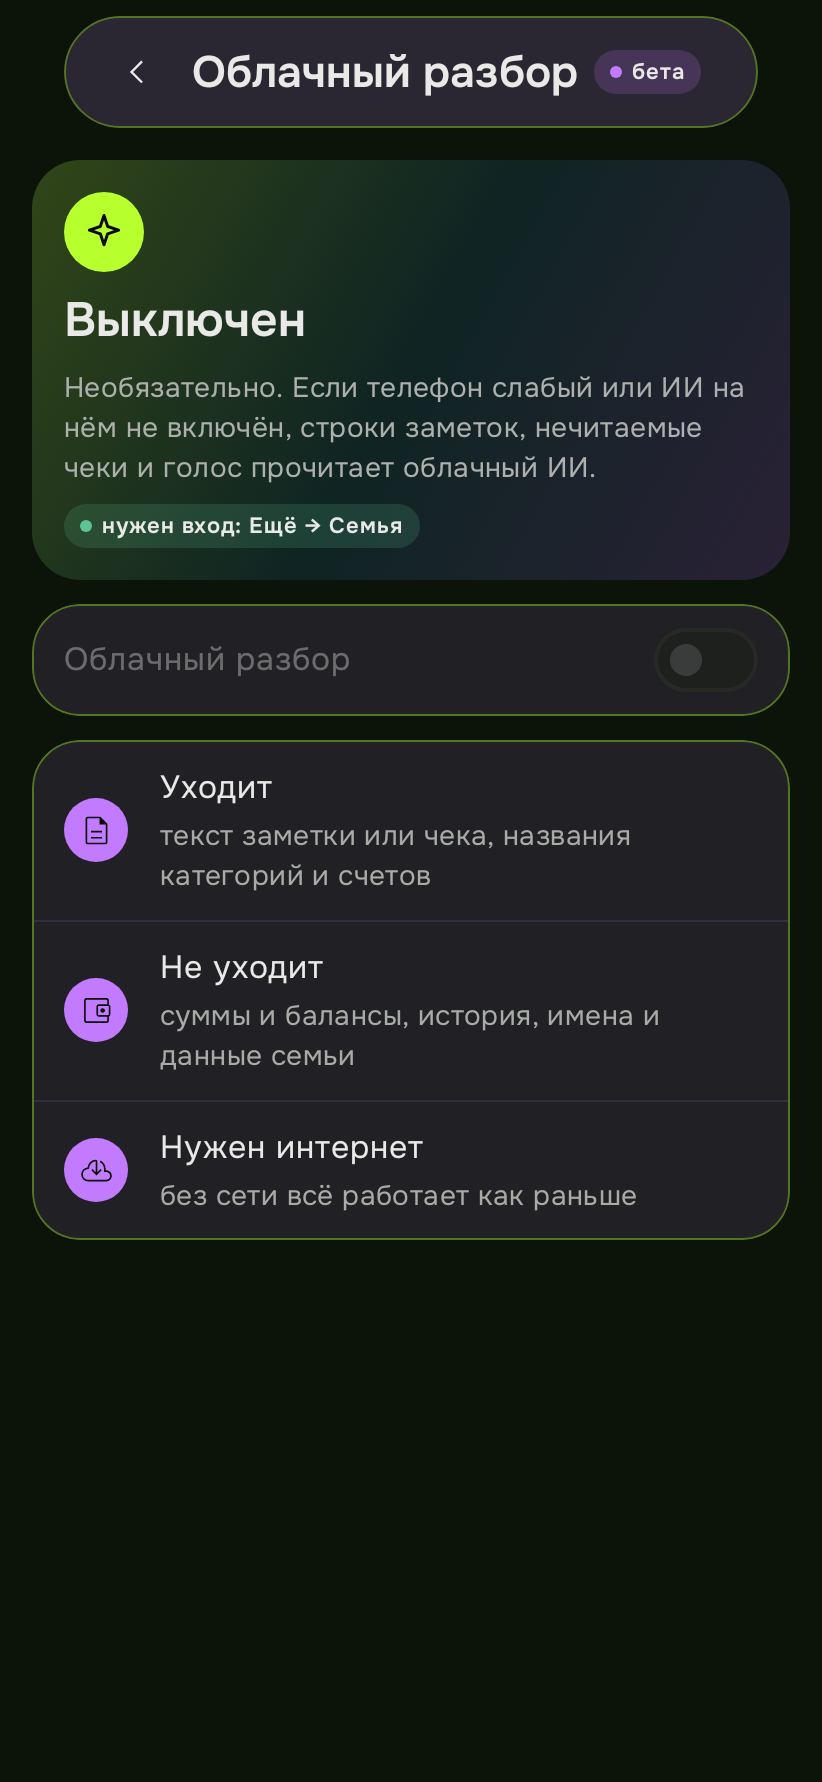 Облачный разбор
бета
Выключен
Необязательно. Если телефон слабый или ИИ на
нём не включён, строки заметок, нечитаемые
чеки и голос прочитает облачный ИИ.
нужен вход: Ещё → Семья
Облачный разбор
Уходит
текст заметки или чека, названия
категорий и счетов
Не уходит
суммы и балансы, история, имена и
данные семьи
Нужен интернет
без сети всё работает как раньше